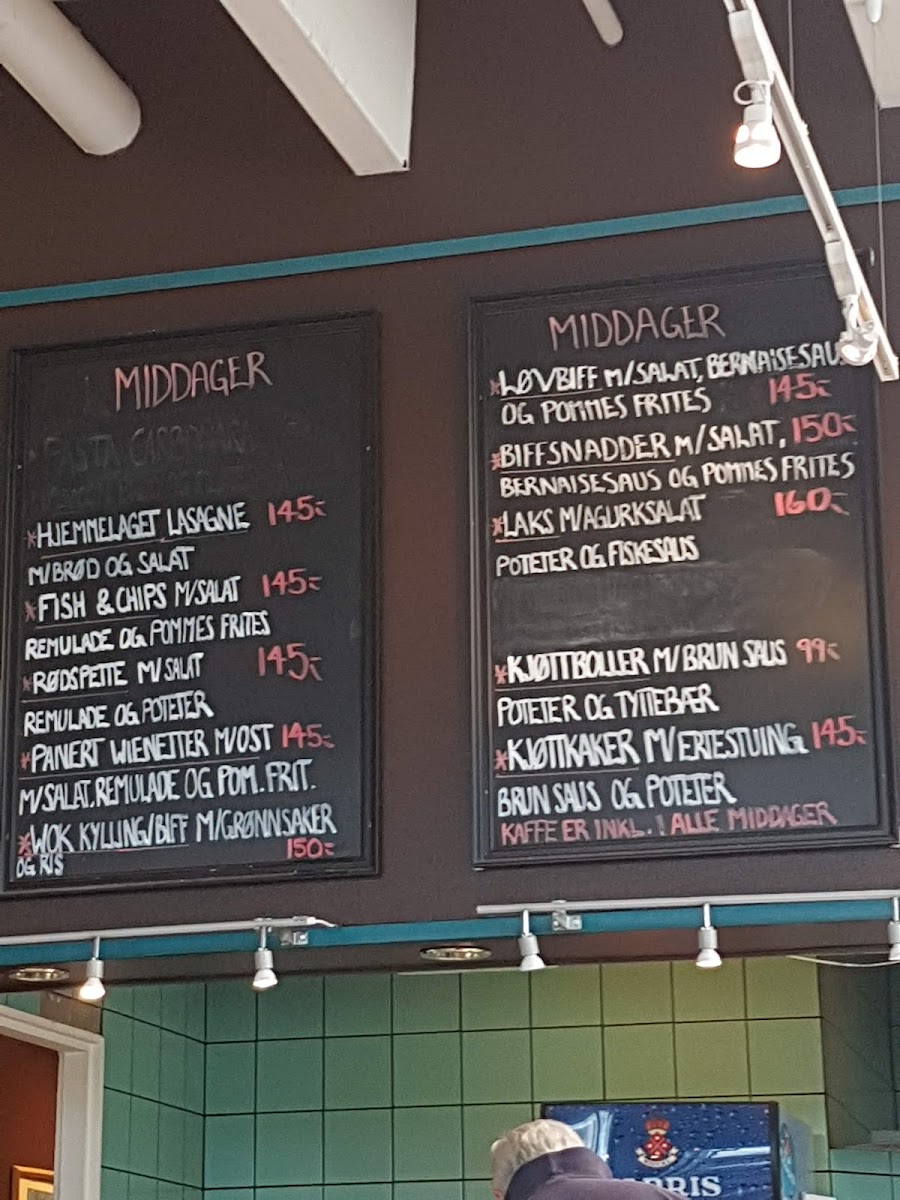 MIDDAGER
PASTA CARBONARA
*HJEMMELAGET LASAGNE 145,-
M/BRØD OG SALAT
*FISH & CHIPS M/SALAT 145,-
REMULADE OG POMMES FRITES
*RØDSPETTE M/SALAT 145,-
REMULADE OG POTETER
*PANERT WIENETTER M/OST 145,-
M/SALAT, REMULADE OG POM. FRIT.
*WOK KYLLING/BIFF M/GRØNNSAKER
OG RIS 150,-
MIDDAGER
*LØVBIFF M/SALAT, BERNAISESAUS
OG POMMES FRITES 145,-
*BIFFSNADDER M/SALAT, 150,-
BERNAISESAUS OG POMMES FRITES
*LAKS M/AGURKSALAT 160,-
POTETER OG FISKESAUS
*KJØTTBOLLER M/BRUN SAUS 99,-
POTETER OG TYTTEBÆR
*KJØTTKAKER M/ERTESTUING 145,-
BRUN SAUS OG POTETER
KAFFE ER INKL. I ALLE MIDDAGER